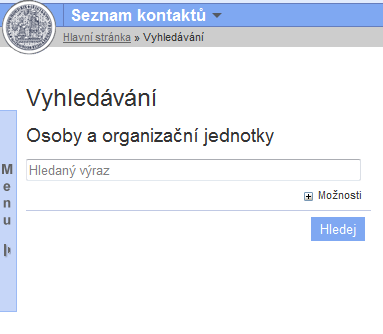 Seznam kontaktů
Hlavní stránka » Vyhledávání
Vyhledávání
Osoby a organizační jednotky
Hledaný výraz
Možnosti
Hledej
Menu